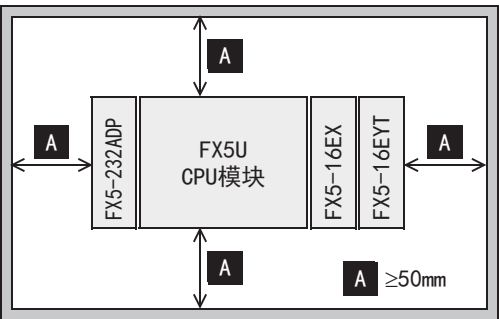 A
A
FX5-232ADP
FX5U
CPU模块
FX5-16EX
FX5-16EYT
A
A
A ≥50mm